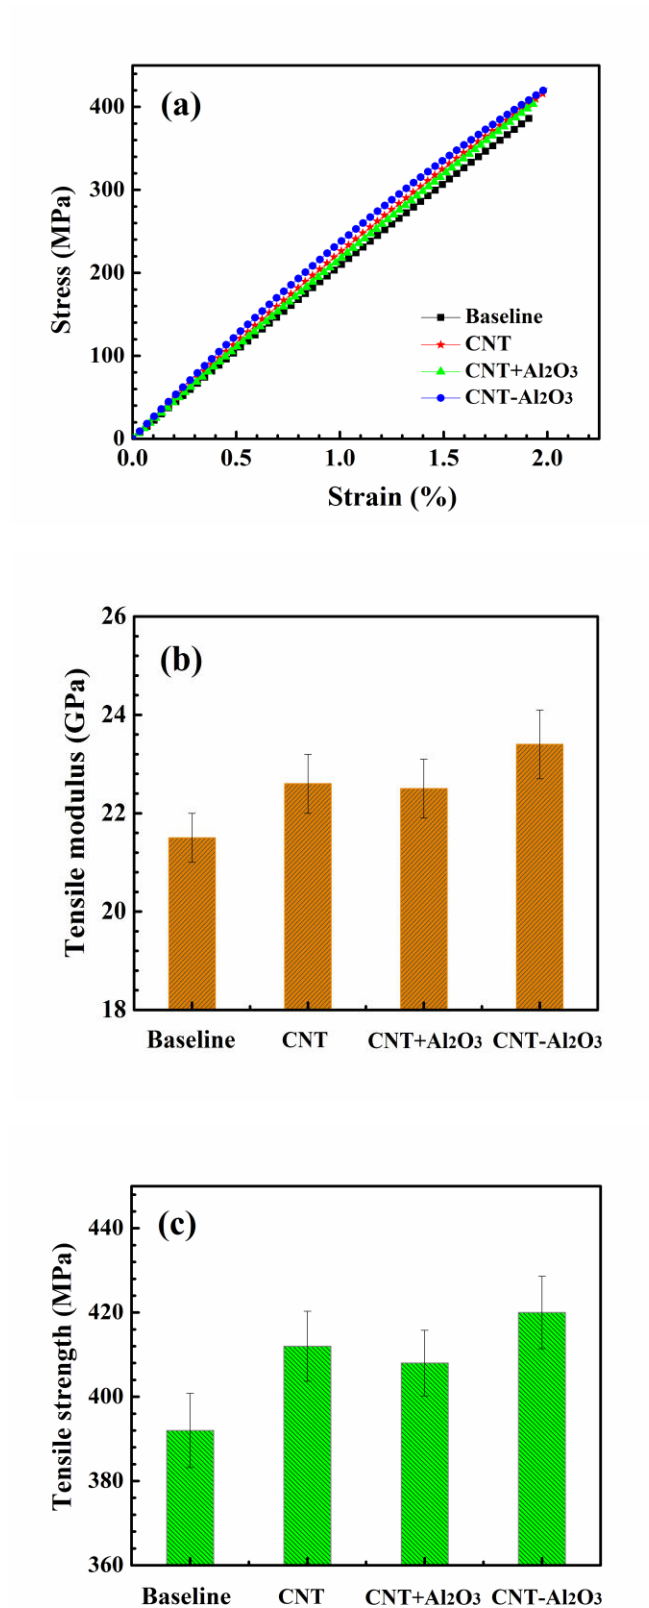 (a)
Stress (MPa)
400
300
200
100
0
Baseline
CNT
CNT+Al2O3
CNT-Al2O3
0.0 0.5 1.0 1.5 2.0
Strain (%)
(b)
Tensile modulus (GPa)
26
24
22
20
18
Baseline CNT CNT+Al2O3 CNT-Al2O3
(c)
Tensile strength (MPa)
440
420
400
380
360
Baseline CNT CNT+Al2O3 CNT-Al2O3